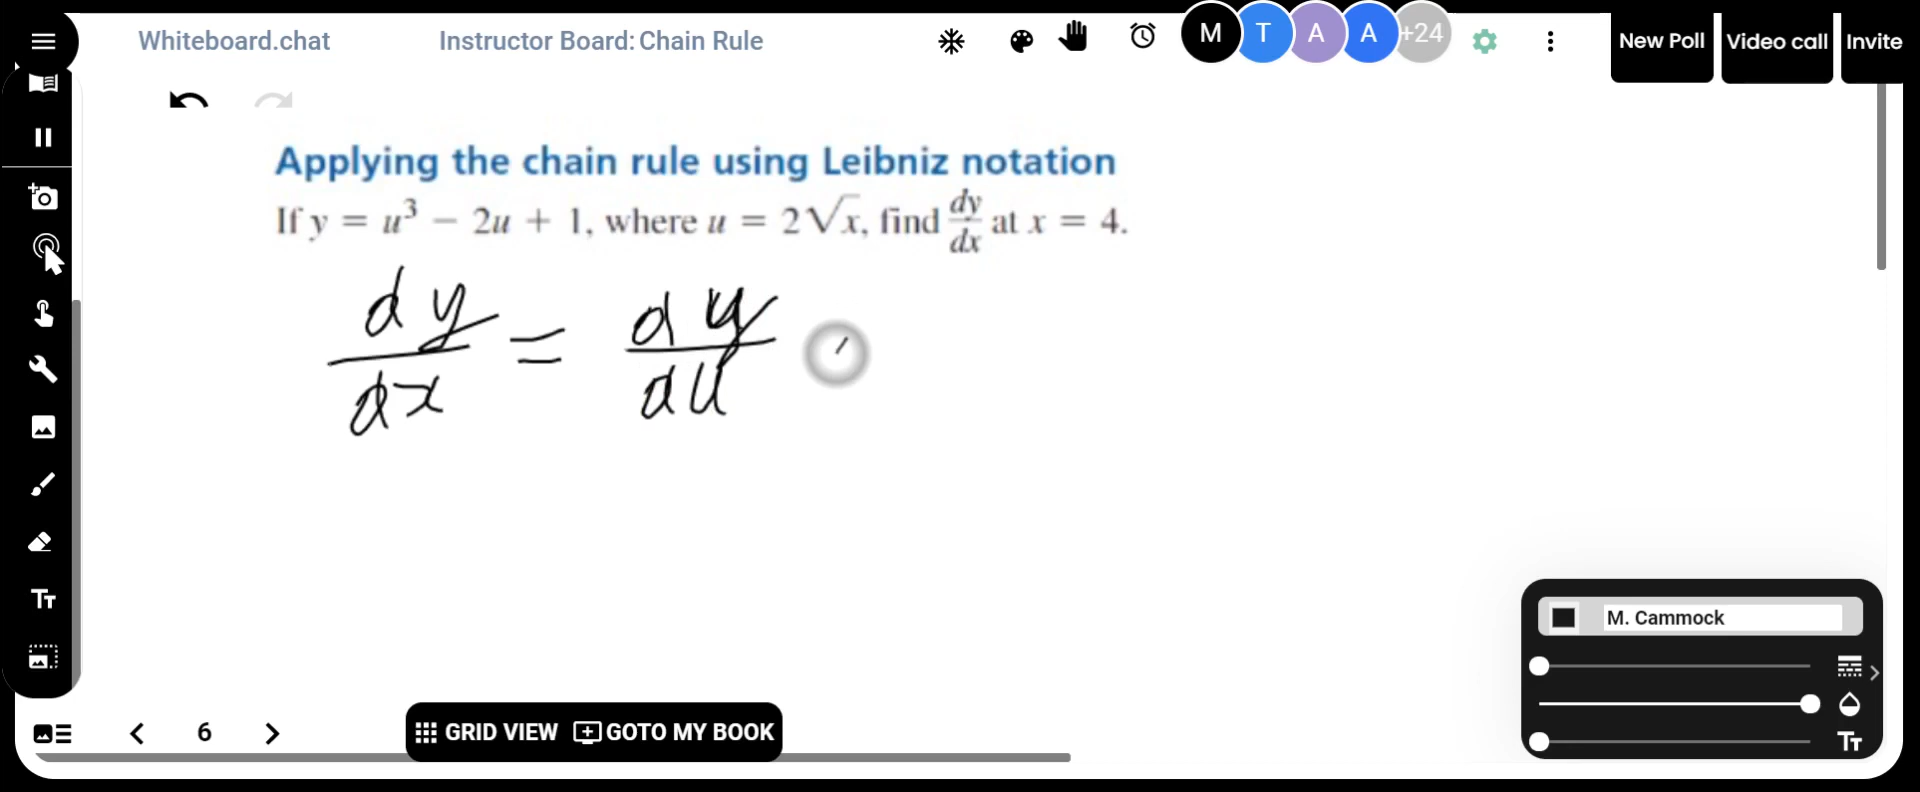 Whiteboard.chat
Instructor Board: Chain Rule
M T A A +24
New Poll
Video call
Invite
Applying the chain rule using Leibniz notation
If y = u³ − 2u + 1, where u = 2√x, find dy/dx at x = 4.
dy/dx = dy/du
Tт
M. Cammock
Tт
6
GRID VIEW
GOTO MY BOOK